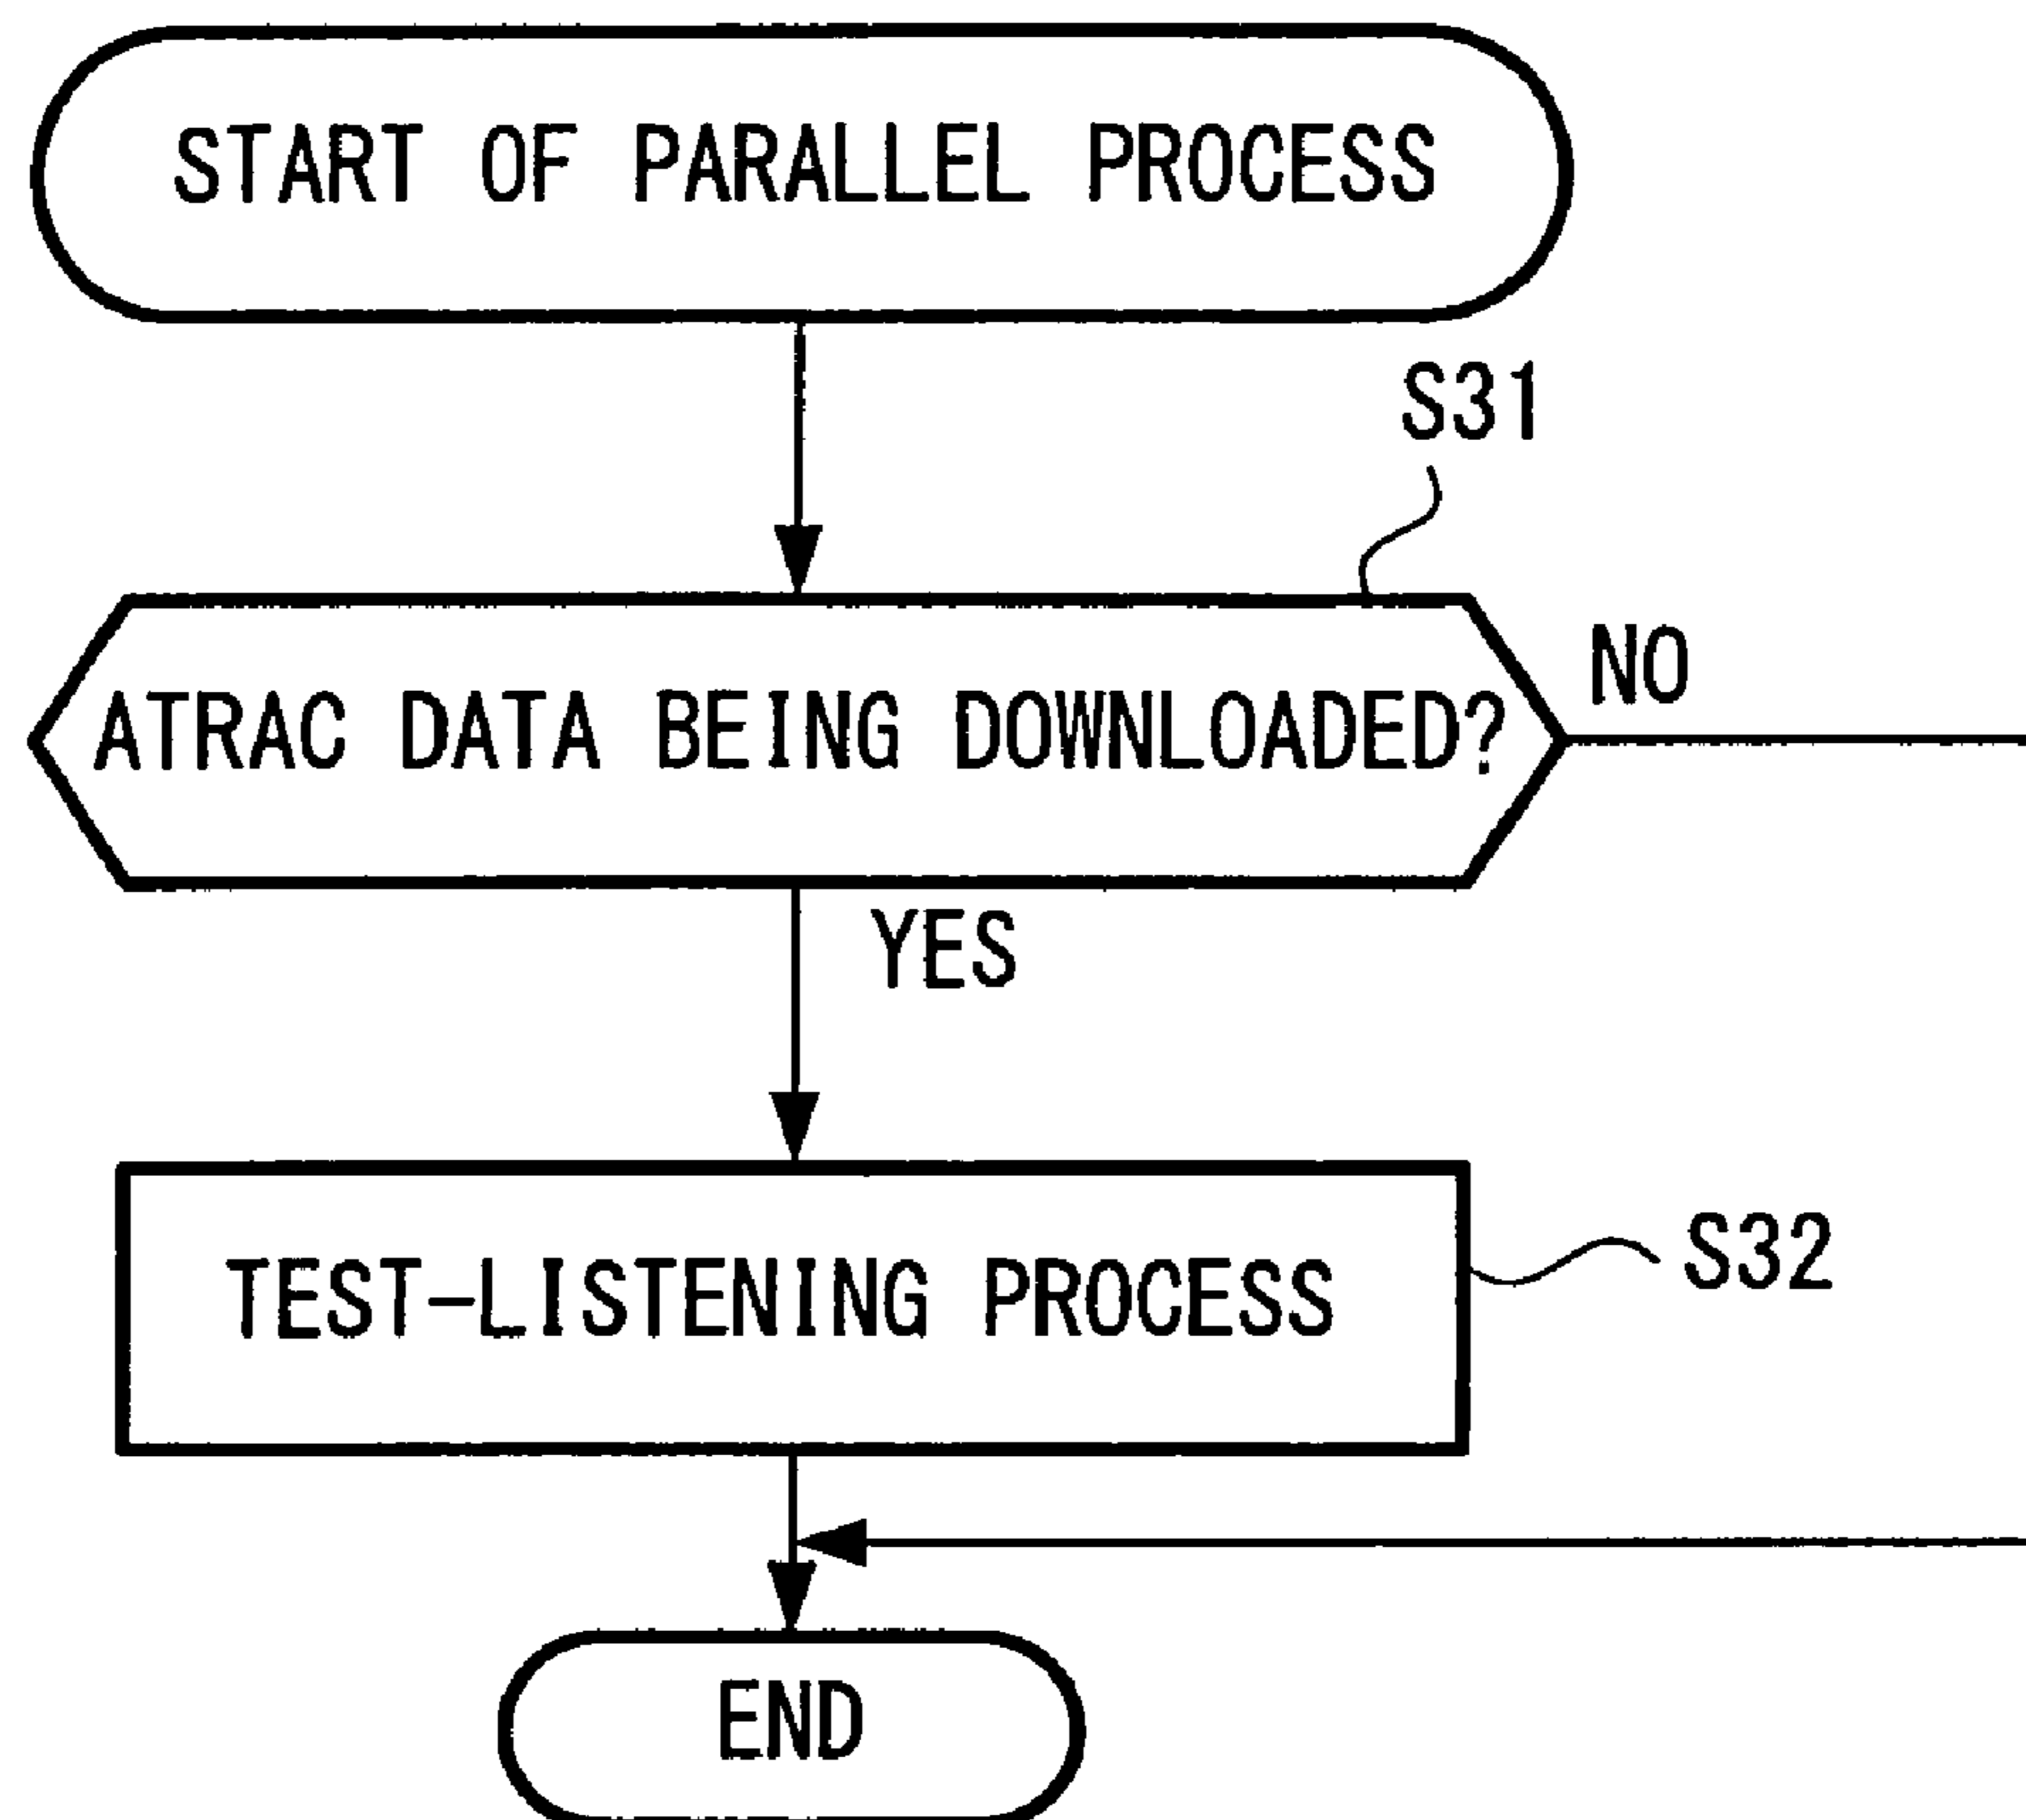 START OF PARALLEL PROCESS
S31
ATRAC DATA BEING DOWNLOADED?
NO
YES
TEST-LISTENING PROCESS
S32
END